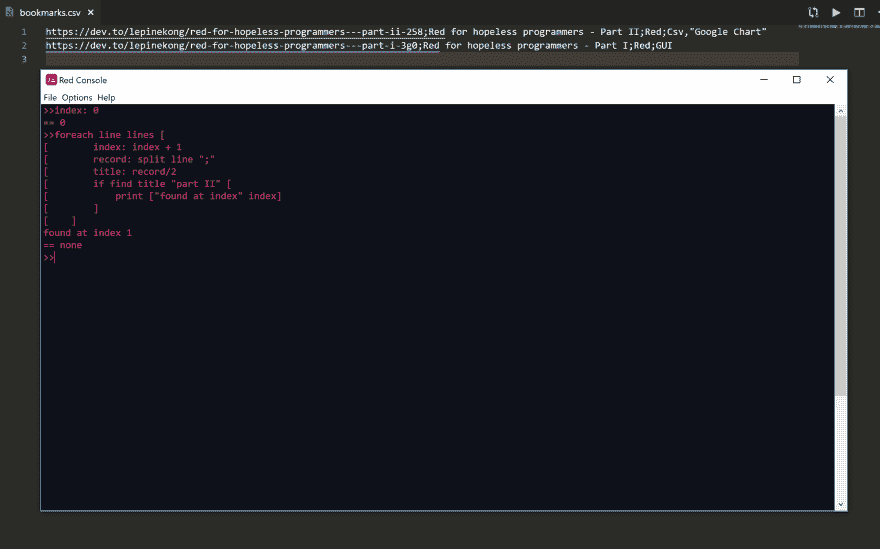 bookmarks.csv ×
1 https://dev.to/lepinekong/red-for-hopeless-programmers---part-ii-258;Red for hopeless programmers - Part II;Red;Csv,"Google Chart"
2 https://dev.to/lepinekong/red-for-hopeless-programmers---part-i-3g0;Red for hopeless programmers - Part I;Red;GUI
3
Red Console
File Options Help
>>index: 0
== 0
>>foreach line lines [
[ index: index + 1
[ record: split line ";"
[ title: record/2
[ if find title "part II" [
[ print ["found at index" index]
[ ]
[ ]
found at index 1
== none
>>